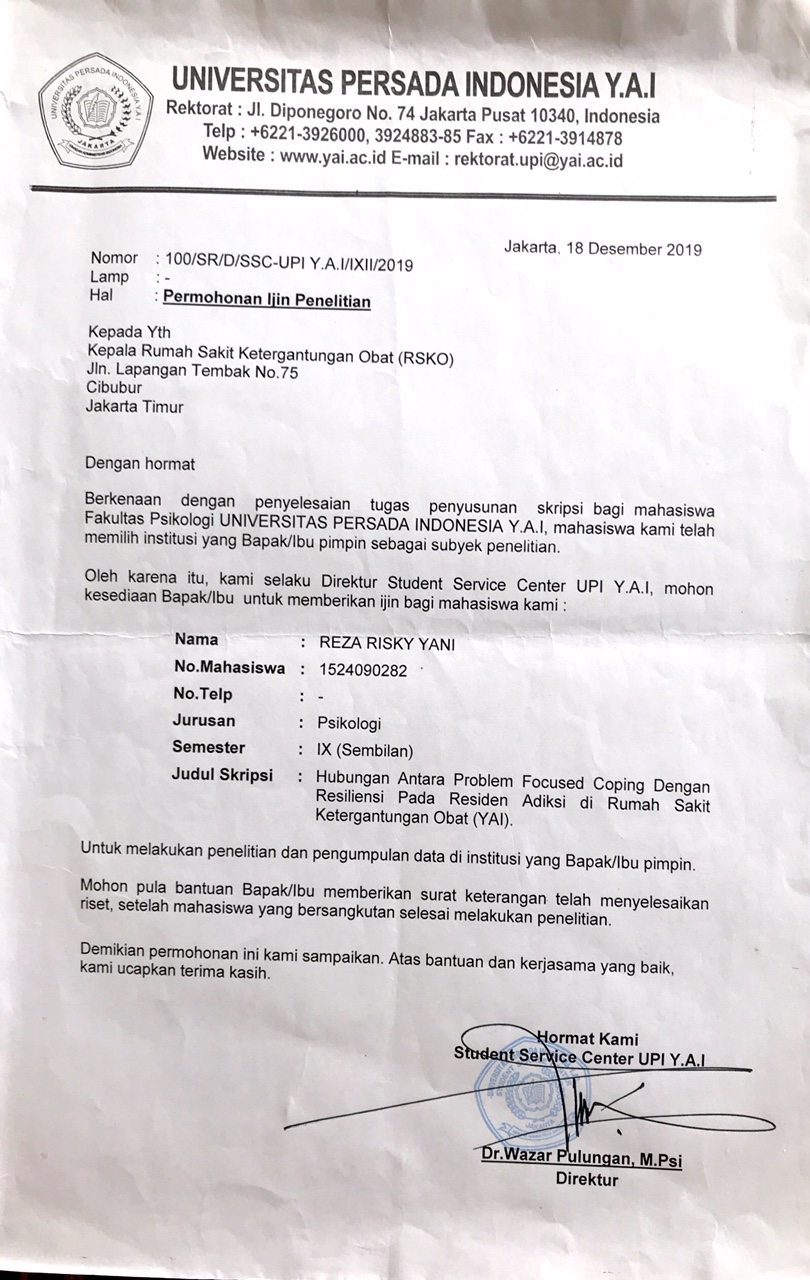 UNIVERSITAS PERSADA INDONESIA Y.A.I
JAKARTA
UNIVERSITAS PERSADA INDONESIA Y.A.I
Rektorat : Jl. Diponegoro No. 74 Jakarta Pusat 10340, Indonesia
Telp : +6221-3926000, 3924883-85 Fax : +6221-3914878
Website : www.yai.ac.id E-mail : rektorat.upi@yai.ac.id
Jakarta, 18 Desember 2019
Nomor : 100/SR/D/SSC-UPI Y.A.I/IXII/2019
Lamp : -
Hal : Permohonan Ijin Penelitian
Kepada Yth
Kepala Rumah Sakit Ketergantungan Obat (RSKO)
Jln. Lapangan Tembak No.75
Cibubur
Jakarta Timur
Dengan hormat
Berkenaan dengan penyelesaian tugas penyusunan skripsi bagi mahasiswa
Fakultas Psikologi UNIVERSITAS PERSADA INDONESIA Y.A.I, mahasiswa kami telah
memilih institusi yang Bapak/Ibu pimpin sebagai subyek penelitian.
Oleh karena itu, kami selaku Direktur Student Service Center UPI Y.A.I, mohon
kesediaan Bapak/Ibu untuk memberikan ijin bagi mahasiswa kami :
Nama : REZA RISKY YANI
No.Mahasiswa : 1524090282
No.Telp : -
Jurusan : Psikologi
Semester : IX (Sembilan)
Judul Skripsi : Hubungan Antara Problem Focused Coping Dengan
Resiliensi Pada Residen Adiksi di Rumah Sakit
Ketergantungan Obat (YAI).
Untuk melakukan penelitian dan pengumpulan data di institusi yang Bapak/Ibu pimpin.
Mohon pula bantuan Bapak/Ibu memberikan surat keterangan telah menyelesaikan
riset, setelah mahasiswa yang bersangkutan selesai melakukan penelitian.
Demikian permohonan ini kami sampaikan. Atas bantuan dan kerjasama yang baik,
kami ucapkan terima kasih.
Hormat Kami
Student Service Center UPI Y.A.I
JAKARTA
Dr.Wazar Pulungan, M.Psi
Direktur